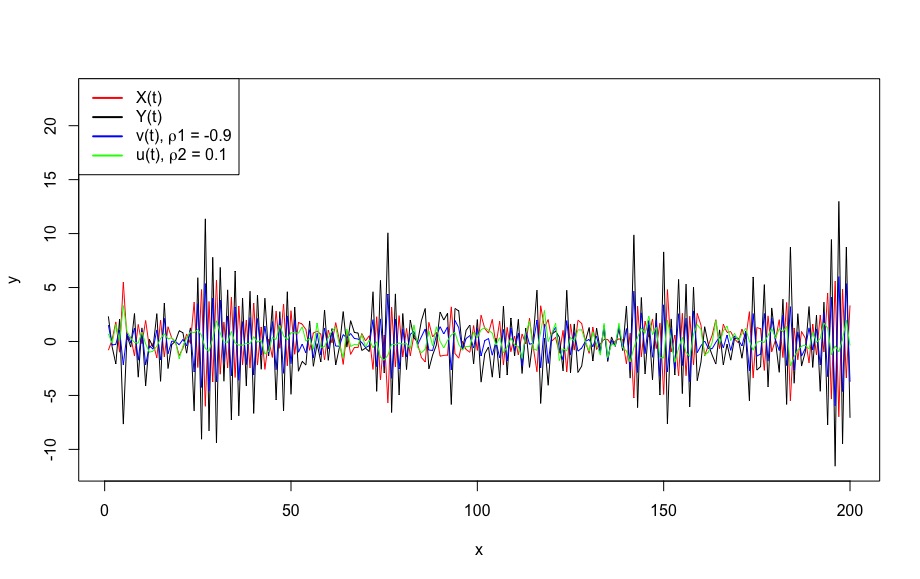 X(t)
Y(t)
v(t), ρ1 = -0.9
u(t), ρ2 = 0.1
20
15
10
5
0
-5
-10
y
0 50 100 150 200
x